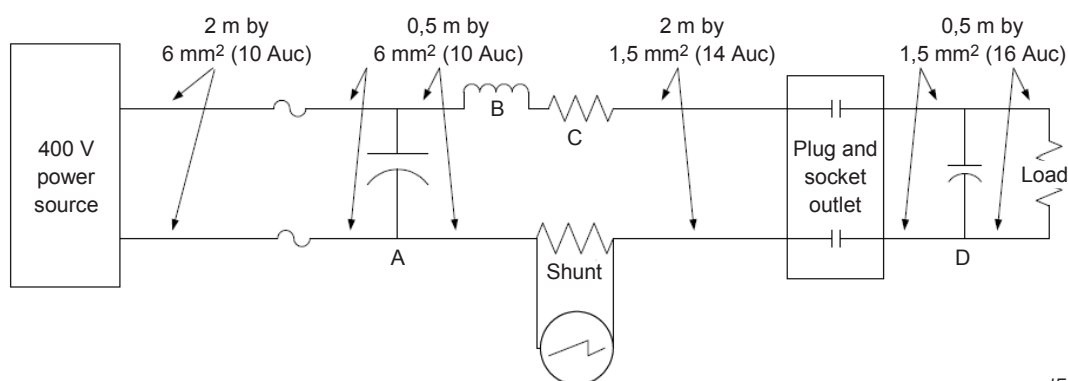 2 m by
6 mm² (10 Auc)
0,5 m by
6 mm² (10 Auc)
2 m by
1,5 mm² (14 Auc)
0,5 m by
1,5 mm² (16 Auc)
400 V
power
source
B
C
Plug and
socket
outlet
Load
A
Shunt
D